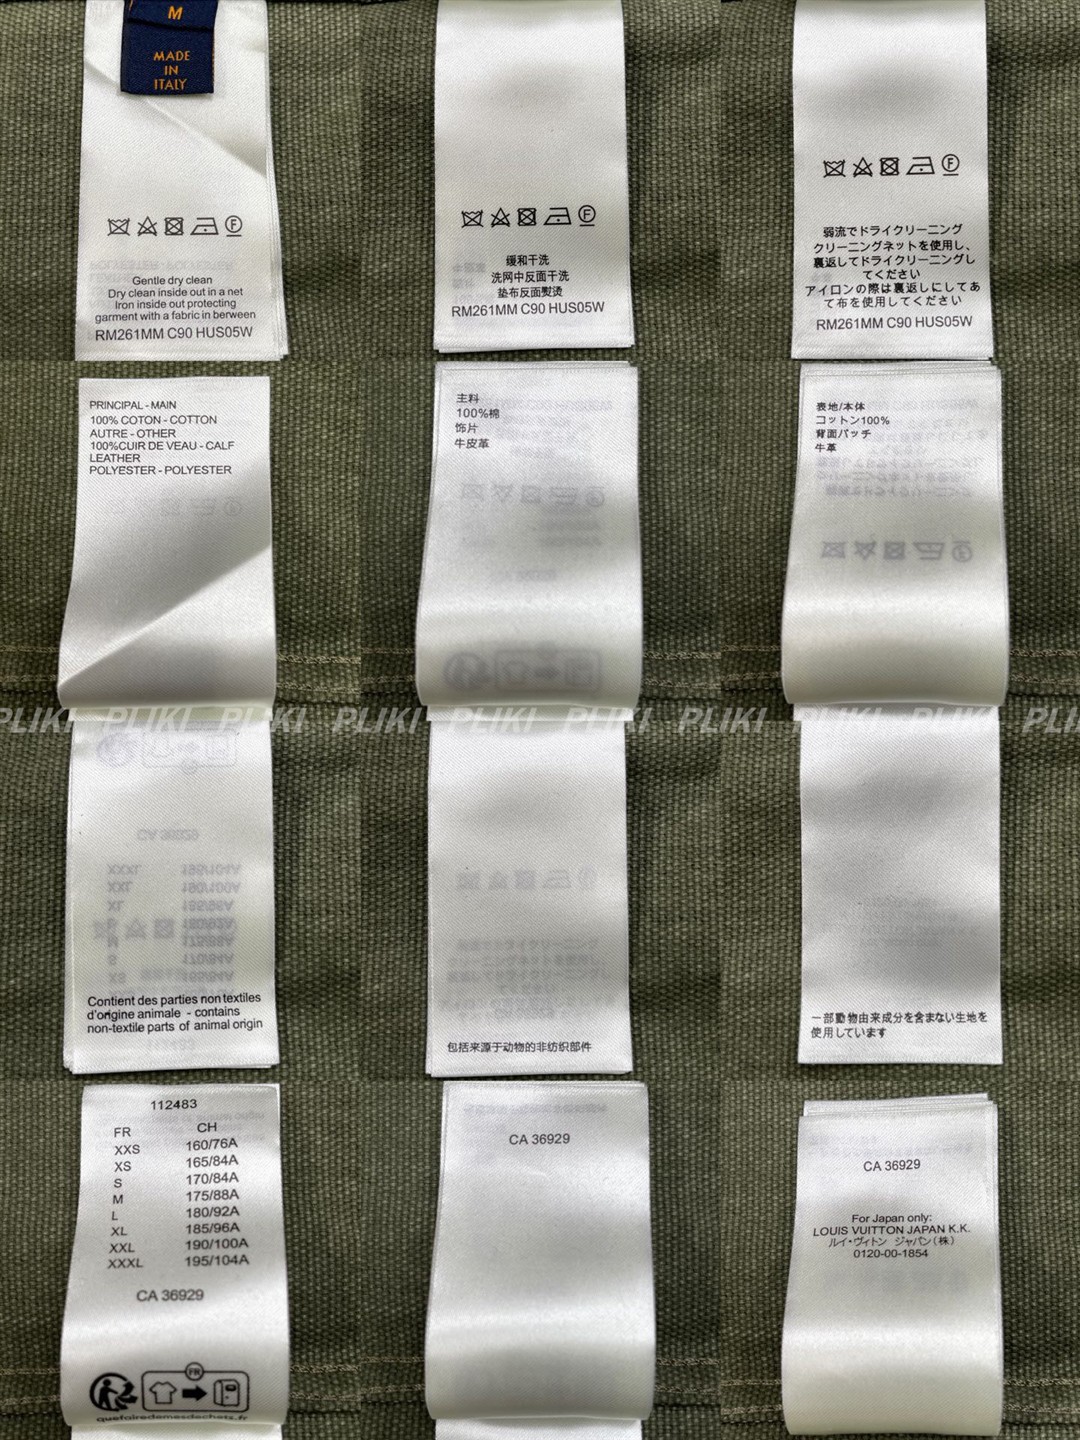 M
MADE
IN
ITALY
Gentle dry clean
Dry clean inside out in a net
Iron inside out protecting
garment with a fabric in berween
RM261MM C90 HUS05W
缓和干洗
洗网中反面干洗
垫布反面熨烫
RM261MM C90 HUS05W
弱流でドライクリーニング
クリーニングネットを使用し、
裏返してドライクリーニングし
てください
アイロンの際は裏返しにしてあ
て布を使用してください
RM261MM C90 HUS05W
PRINCIPAL - MAIN
100% COTON - COTTON
AUTRE - OTHER
100%CUIR DE VEAU - CALF
LEATHER
POLYESTER - POLYESTER
主料
100%棉
饰片
牛皮革
表地/本体
コットン100%
背面パッチ
牛革
PLIKI PLIKI PLIKI PLIKI PLIKI PLIKI PLIKI PLIKI PLIKI PLIKI
Contient des parties non textiles
d'origine animale - contains
non-textile parts of animal origin
包括来源于动物的非纺织部件
一部動物由来成分を含まない生地を
使用しています
112483
FR CH
XXS 160/76A
XS 165/84A
S 170/84A
M 175/88A
L 180/92A
XL 185/96A
XXL 190/100A
XXXL 195/104A
CA 36929
FR
quefairedemesdechets.fr
CA 36929
CA 36929
For Japan only:
LOUIS VUITTON JAPAN K.K.
ルイ・ヴィトン ジャパン(株)
0120-00-1854